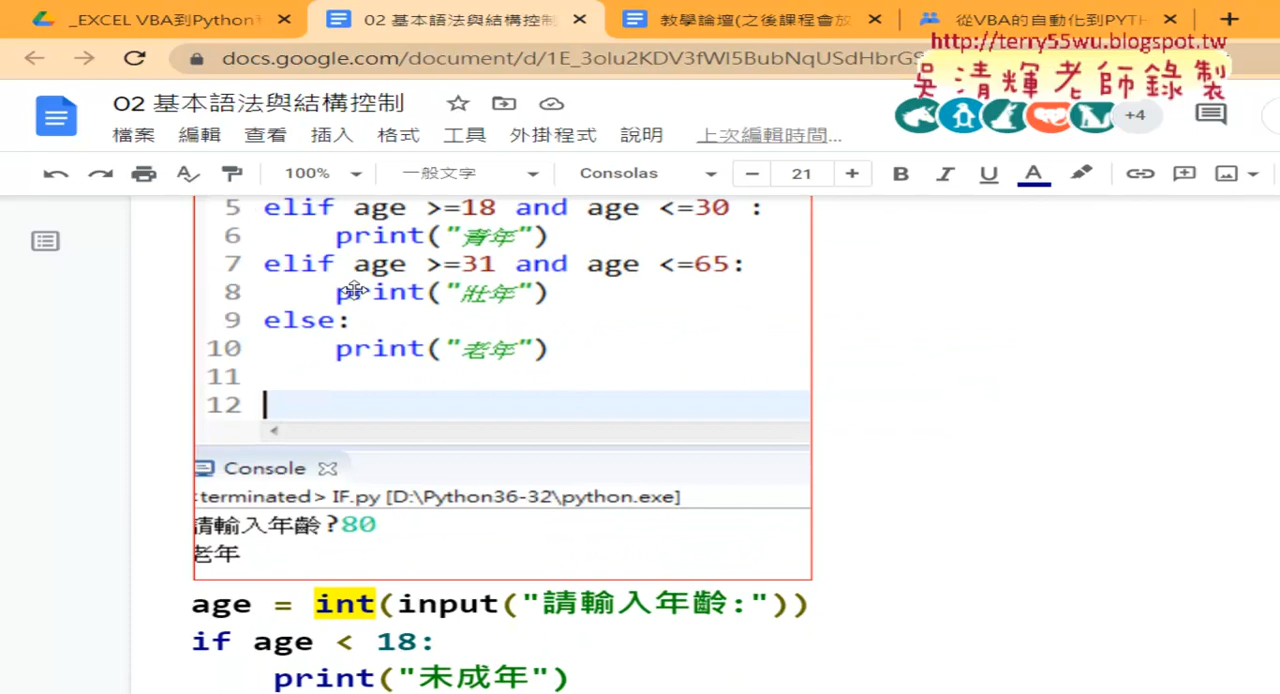 _EXCEL VBA到Python
02 基本語法與結構控制
教學論壇(之後課程會放
從VBA的自動化到PYTH
http://terry55wu.blogspot.tw
docs.google.com/document/d/1E_3olu2KDV3fWI5BubNqUSdHbrGS
吳清輝老師錄製
O2 基本語法與結構控制
+4
檔案 編輯 查看 插入 格式 工具 外掛程式 說明 上次編輯時間...
100% 一般文字 Consolas 21 B I U A
5 elif age >=18 and age <=30 :
6 print("青年")
7 elif age >=31 and age <=65:
8 print("壯年")
9 else:
10 print("老年")
11
12
Console
<terminated> IF.py [D:\Python36-32\python.exe]
請輸入年齡?80
老年
age = int(input("請輸入年齡:"))
if age < 18:
print("未成年")